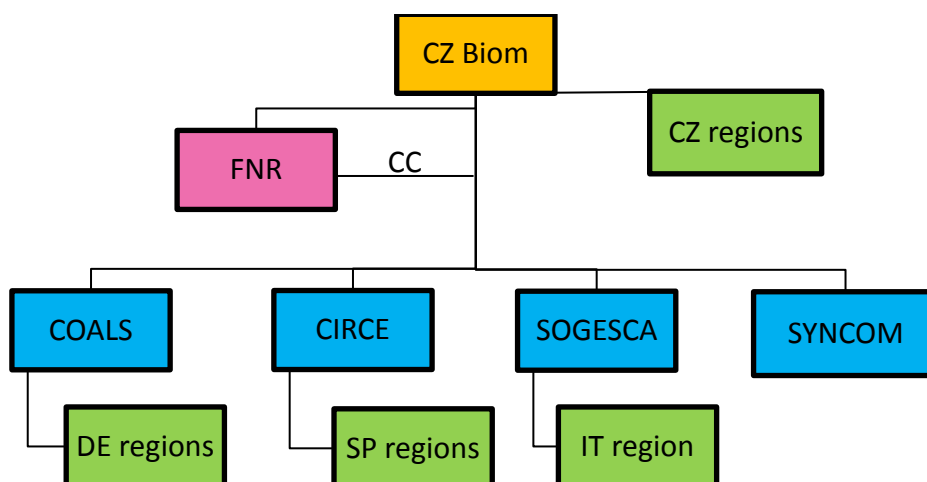 CZ Biom
CZ regions
FNR
CC
COALS
CIRCE
SOGESCA
SYNCOM
DE regions
SP regions
IT region